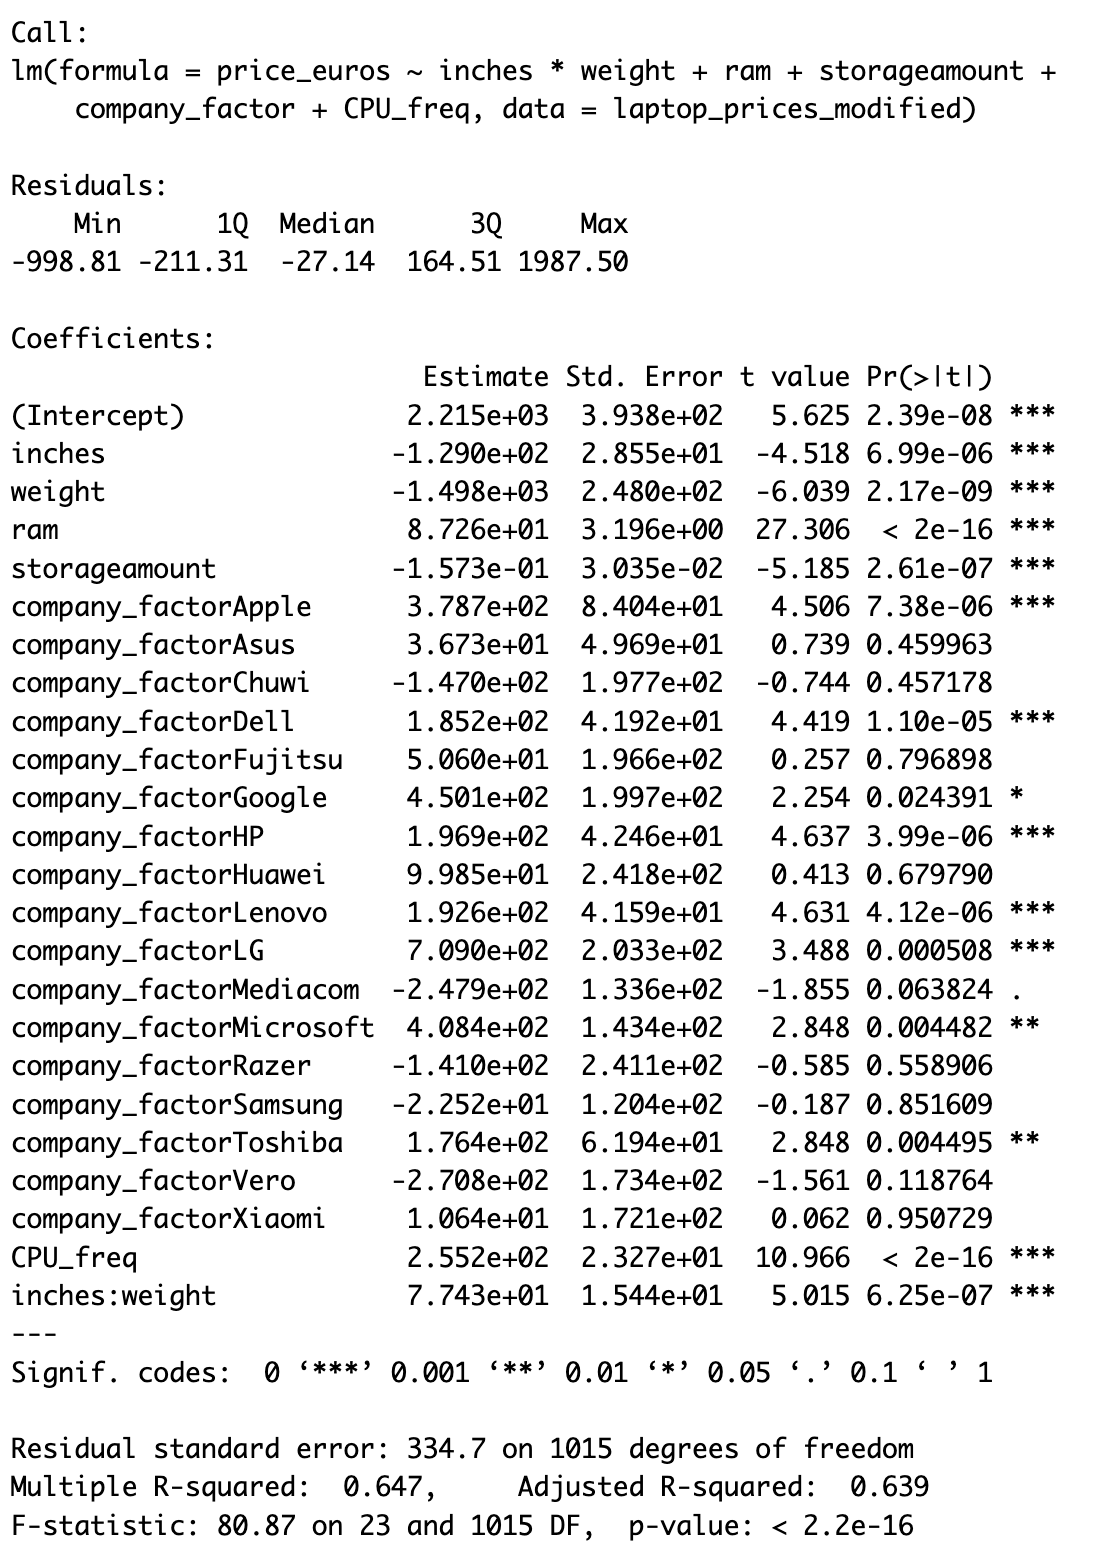 Call:
lm(formula = price_euros ~ inches * weight + ram + storageamount +
    company_factor + CPU_freq, data = laptop_prices_modified)

Residuals:
    Min      1Q  Median      3Q     Max
-998.81 -211.31  -27.14  164.51 1987.50

Coefficients:
                          Estimate Std. Error t value Pr(>|t|)
(Intercept)              2.215e+03  3.938e+02   5.625 2.39e-08 ***
inches                  -1.290e+02  2.855e+01  -4.518 6.99e-06 ***
weight                  -1.498e+03  2.480e+02  -6.039 2.17e-09 ***
ram                      8.726e+01  3.196e+00  27.306  < 2e-16 ***
storageamount           -1.573e-01  3.035e-02  -5.185 2.61e-07 ***
company_factorApple      3.787e+02  8.404e+01   4.506 7.38e-06 ***
company_factorAsus       3.673e+01  4.969e+01   0.739 0.459963
company_factorChuwi     -1.470e+02  1.977e+02  -0.744 0.457178
company_factorDell       1.852e+02  4.192e+01   4.419 1.10e-05 ***
company_factorFujitsu    5.060e+01  1.966e+02   0.257 0.796898
company_factorGoogle     4.501e+02  1.997e+02   2.254 0.024391 *
company_factorHP         1.969e+02  4.246e+01   4.637 3.99e-06 ***
company_factorHuawei     9.985e+01  2.418e+02   0.413 0.679790
company_factorLenovo     1.926e+02  4.159e+01   4.631 4.12e-06 ***
company_factorLG         7.090e+02  2.033e+02   3.488 0.000508 ***
company_factorMediacom  -2.479e+02  1.336e+02  -1.855 0.063824 .
company_factorMicrosoft  4.084e+02  1.434e+02   2.848 0.004482 **
company_factorRazer     -1.410e+02  2.411e+02  -0.585 0.558906
company_factorSamsung   -2.252e+01  1.204e+02  -0.187 0.851609
company_factorToshiba    1.764e+02  6.194e+01   2.848 0.004495 **
company_factorVero      -2.708e+02  1.734e+02  -1.561 0.118764
company_factorXiaomi     1.064e+01  1.721e+02   0.062 0.950729
CPU_freq                 2.552e+02  2.327e+01  10.966  < 2e-16 ***
inches:weight            7.743e+01  1.544e+01   5.015 6.25e-07 ***
---
Signif. codes:  0 ‘***’ 0.001 ‘**’ 0.01 ‘*’ 0.05 ‘.’ 0.1 ‘ ’ 1

Residual standard error: 334.7 on 1015 degrees of freedom
Multiple R-squared:  0.647,     Adjusted R-squared:  0.639
F-statistic: 80.87 on 23 and 1015 DF,  p-value: < 2.2e-16